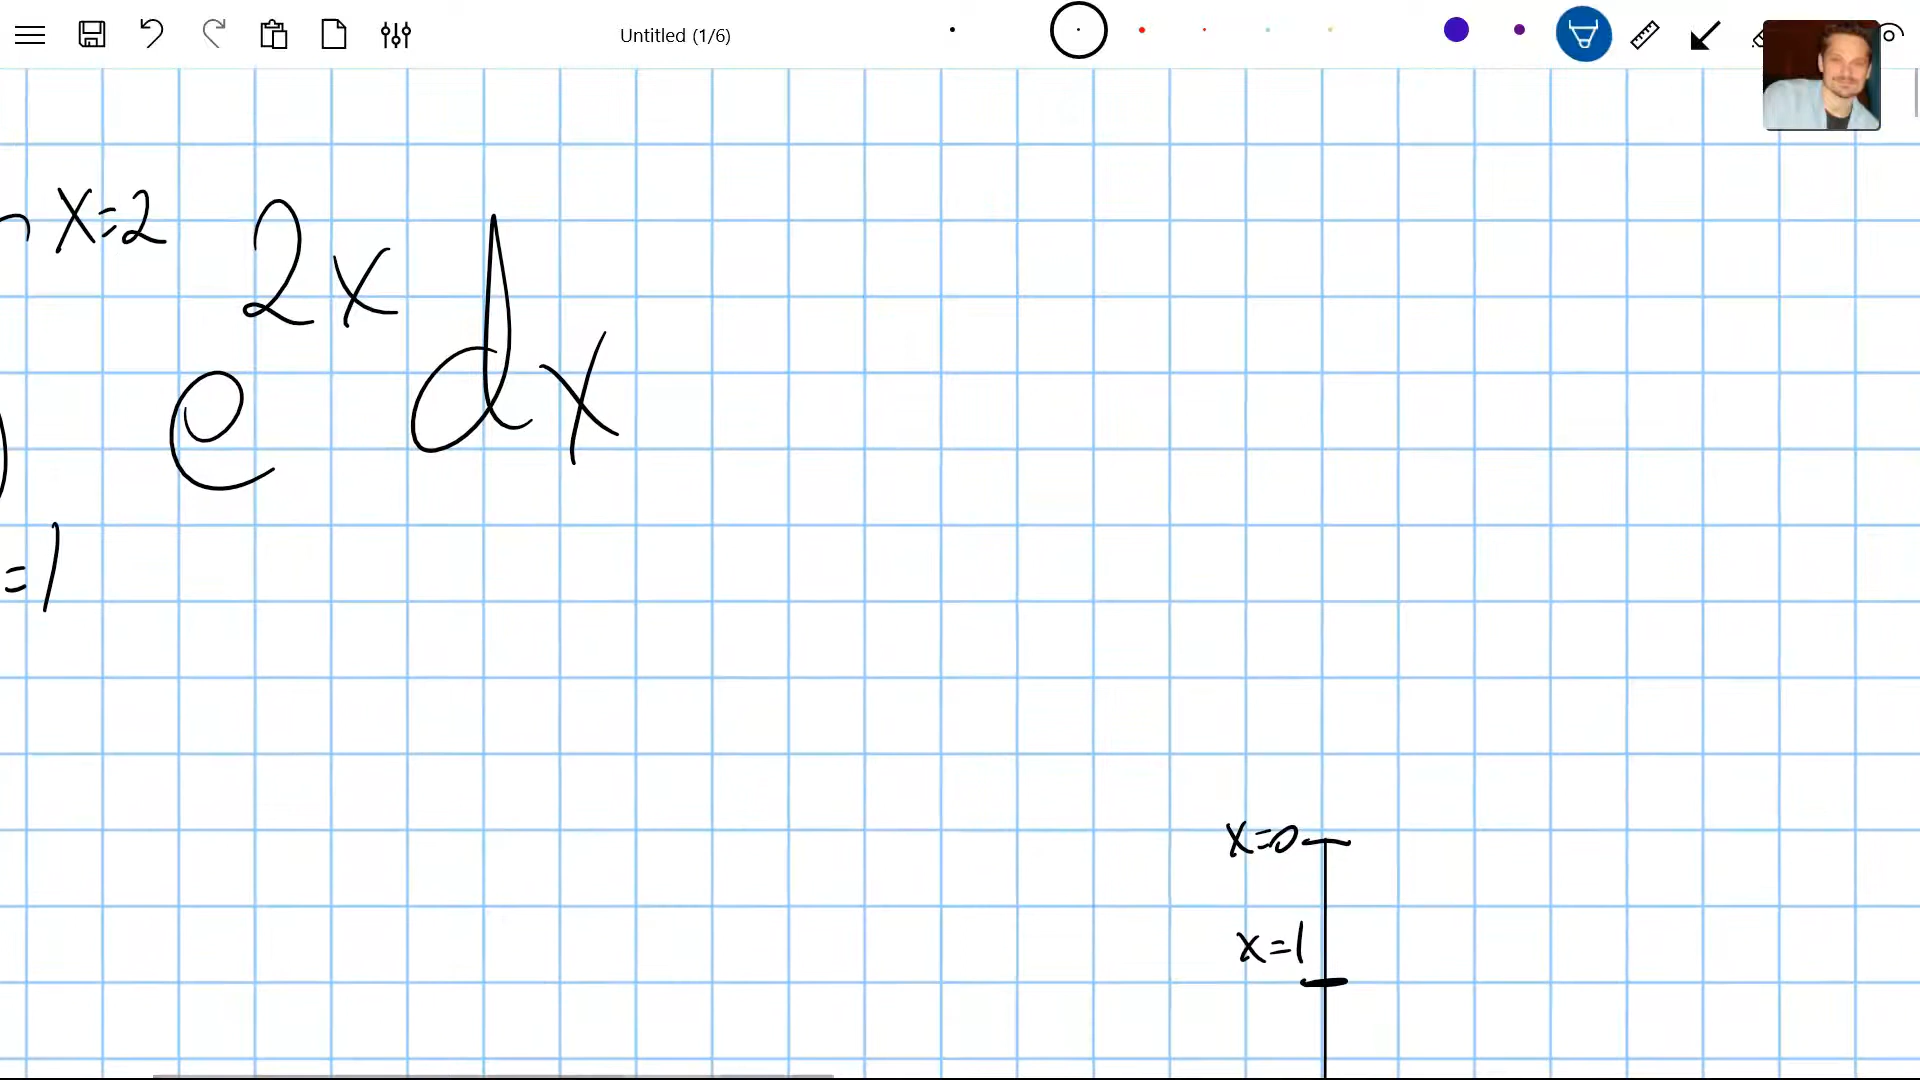 Untitled (1/6)
x=2
e^{2x} dx
=1
x=0
x=1